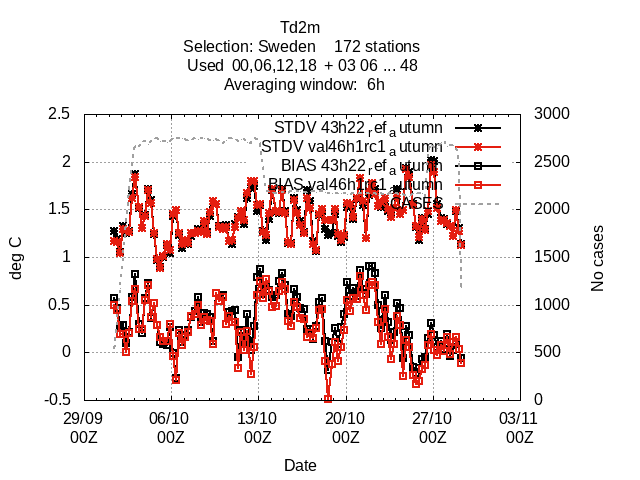 Td2m
Selection: Sweden 172 stations
Used 00,06,12,18 + 03 06 ... 48
Averaging window: 6h
STDV 43h22_ref_autumn
STDV val46h1rc1_autumn
BIAS 43h22_ref_autumn
BIAS val46h1rc1_autumn
CASES
deg C
2.5
2
1.5
1
0.5
0
-0.5
3000
2500
2000
1500
1000
500
0
No cases
29/09 06/10 13/10 20/10 27/10 03/11
00Z 00Z 00Z 00Z 00Z 00Z
Date